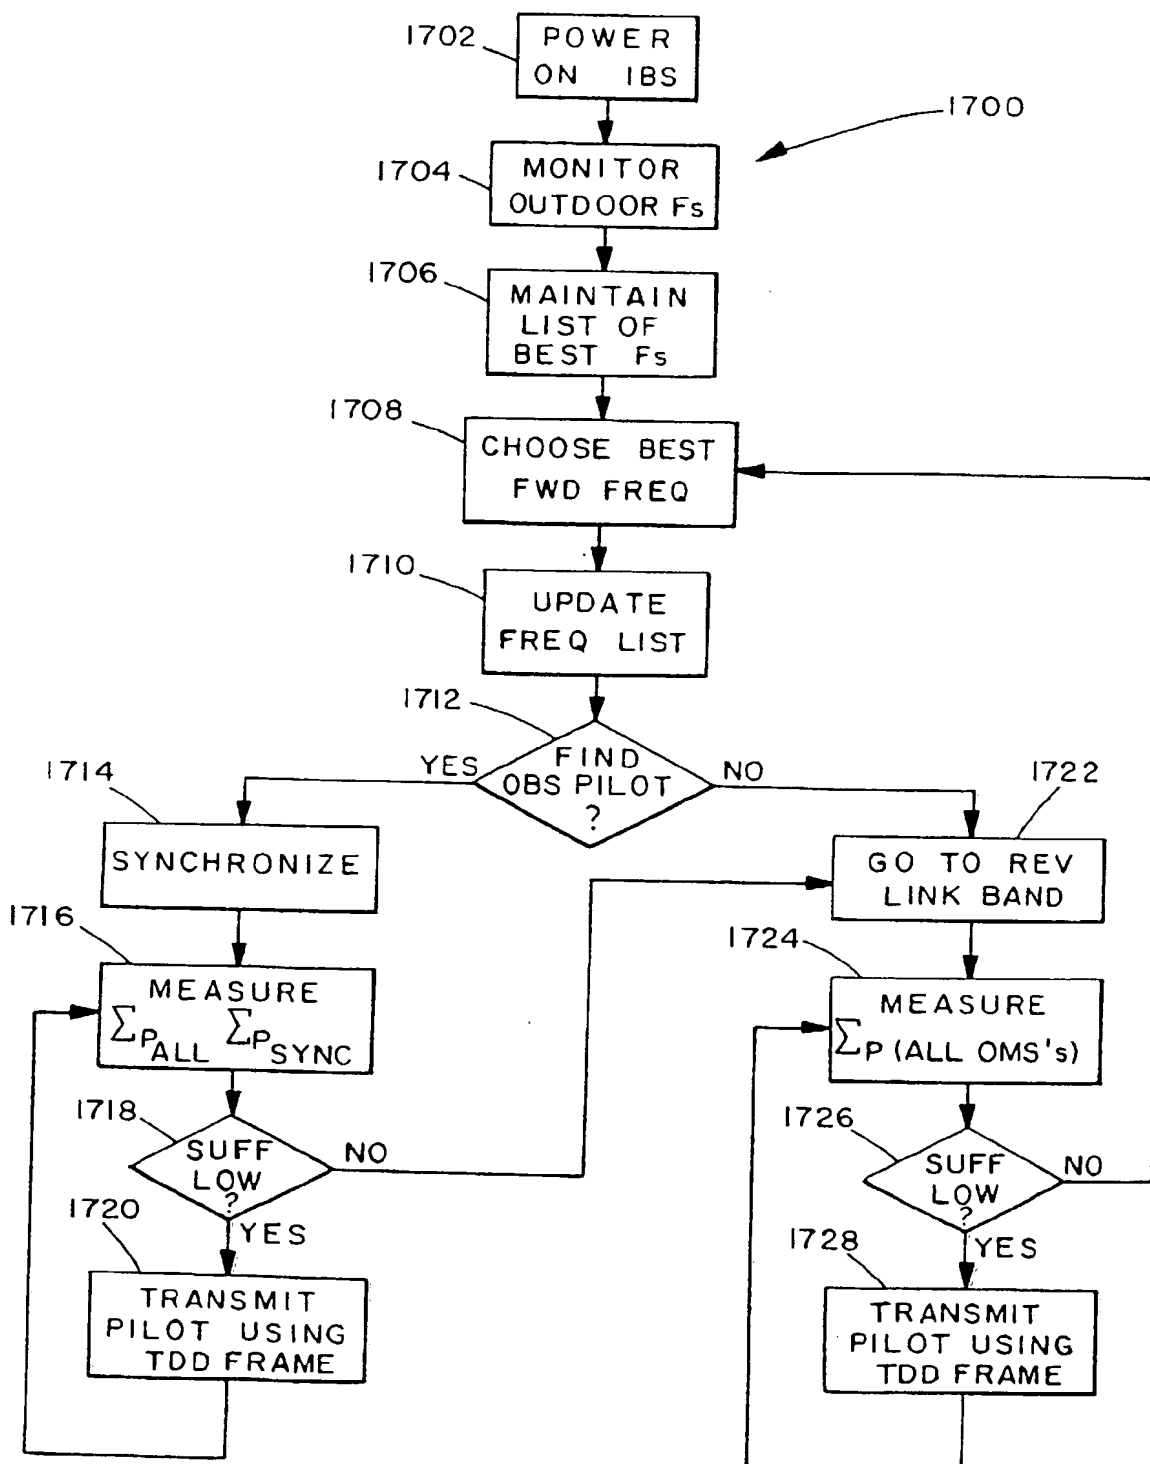 1702
POWER
ON IBS
1700
1704
MONITOR
OUTDOOR Fs
1706
MAINTAIN
LIST OF
BEST Fs
1708
CHOOSE BEST
FWD FREQ
1710
UPDATE
FREQ LIST
1712
FIND
OBS PILOT
?
YES
NO
1714
SYNCHRONIZE
1722
GO TO REV
LINK BAND
1716
MEASURE
ΣP_ALL ΣP_SYNC
1724
MEASURE
ΣP (ALL OMS's)
1718
SUFF
LOW
?
NO
YES
1726
SUFF
LOW
?
NO
YES
1720
TRANSMIT
PILOT USING
TDD FRAME
1728
TRANSMIT
PILOT USING
TDD FRAME